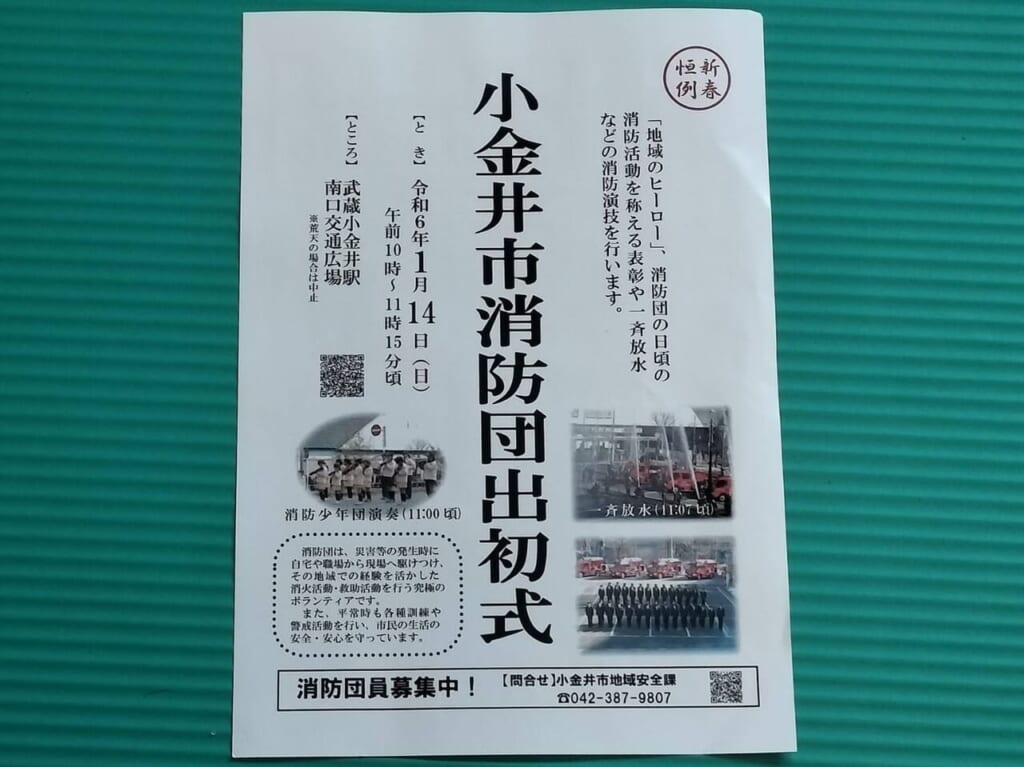 新春
恒例
「地域のヒーロー」、消防団の日頃の
消防活動を称える表彰や一斉放水
などの消防演技を行います。
小金井市消防団出初式
【とき】令和6年1月14日(日)
午前10時〜11時15分頃
【ところ】武蔵小金井駅
南口交通広場
※荒天の場合は中止
消防少年団演奏(11:00頃)
一斉放水(11:07頃)
消防団は、災害等の発生時に
自宅や職場から現場へ駆けつけ、
その地域での経験を活かした
消火活動・救助活動を行う究極の
ボランティアです。
また、平常時も各種訓練や
警戒活動を行い、市民の生活の
安全・安心を守っています。
消防団員募集中!
【問合せ】小金井市地域安全課
☎042-387-9807